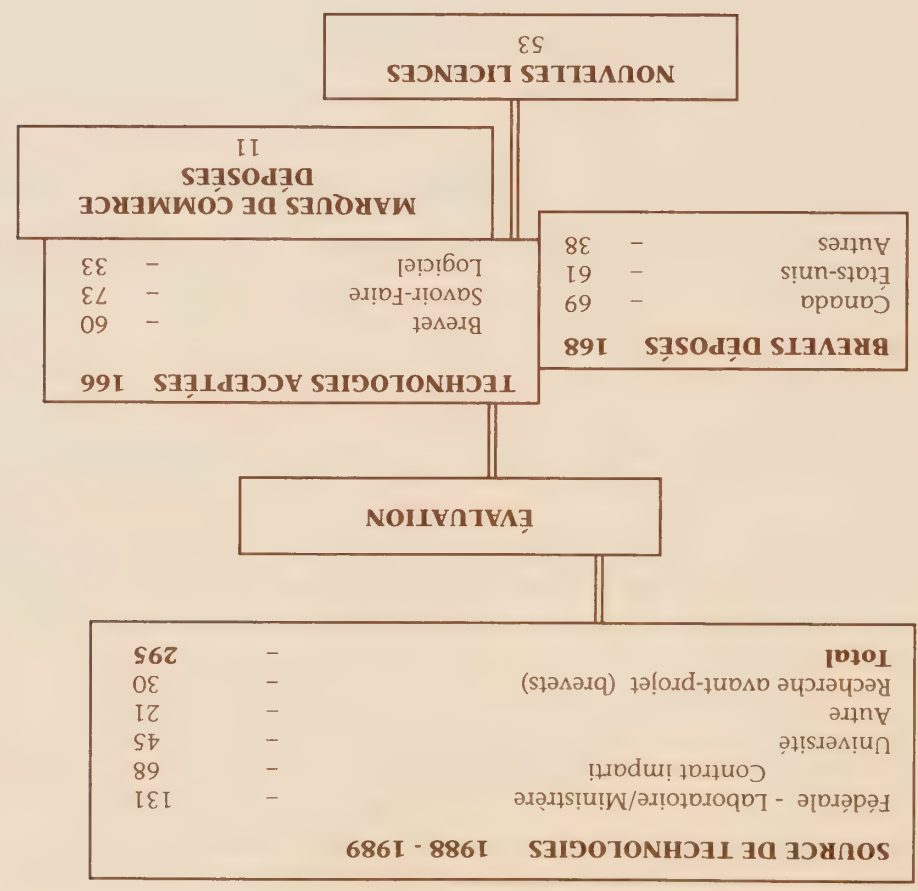 SOURCE DE TECHNOLOGIES 1988 - 1989
Fédérale - Laboratoire/Ministrère - 131
Contrat imparti - 68
Université - 45
Autre - 21
Recherche avant-projet (brevets) - 30
Total - 295
ÉVALUATION
BREVETS DÉPOSÉS 168
Canada - 69
États-unis - 61
Autres - 38
TECHNOLOGIES ACCEPTÉES 166
Brevet - 60
Savoir-Faire - 73
Logiciel - 33
MARQUES DE COMMERCE
DÉPOSÉES
11
NOUVELLES LICENCES
53